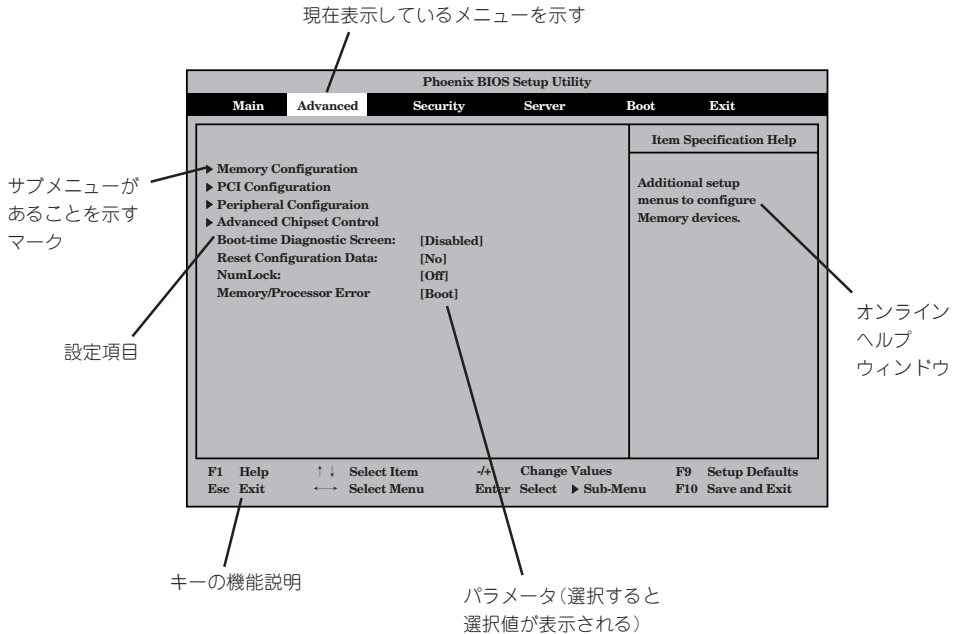 現在表示しているメニューを示す
Phoenix BIOS Setup Utility
Main Advanced Security Server Boot Exit
Item Specification Help
▶ Memory Configuration
▶ PCI Configuration
▶ Peripheral Configuraion
▶ Advanced Chipset Control
Boot-time Diagnostic Screen: [Disabled]
Reset Configuration Data: [No]
NumLock: [Off]
Memory/Processor Error [Boot]
Additional setup
menus to configure
Memory devices.
サブメニューが
あることを示す
マーク
設定項目
オンライン
ヘルプ
ウィンドウ
F1 Help ↑↓ Select Item -/+ Change Values F9 Setup Defaults
Esc Exit ←→ Select Menu Enter Select ▶ Sub-Menu F10 Save and Exit
キーの機能説明
パラメータ（選択すると
選択値が表示される）